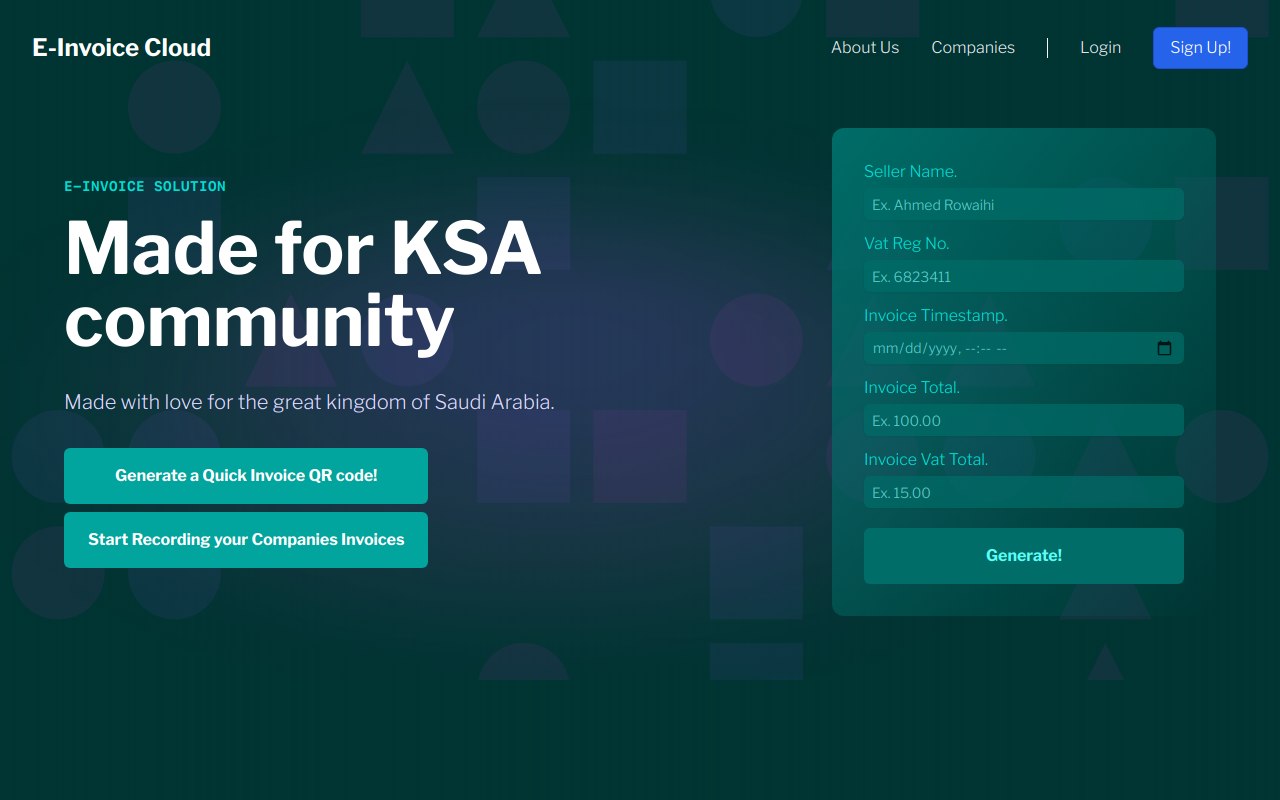 E-Invoice Cloud
About Us
Companies
Login
Sign Up!
E-INVOICE SOLUTION
Made for KSA
community
Made with love for the great kingdom of Saudi Arabia.
Generate a Quick Invoice QR code!
Start Recording your Companies Invoices
Seller Name.
Ex. Ahmed Rowaihi
Vat Reg No.
Ex. 6823411
Invoice Timestamp.
mm/dd/yyyy, --:-- --
Invoice Total.
Ex. 100.00
Invoice Vat Total.
Ex. 15.00
Generate!